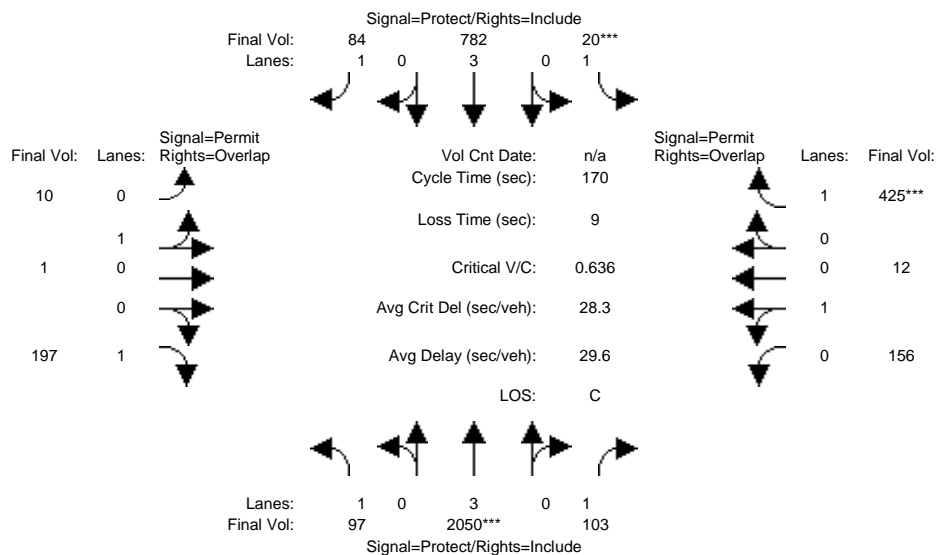 Signal=Protect/Rights=Include
Final Vol: 84 782 20***
Lanes: 1 0 3 0 1
Signal=Permit Signal=Permit
Final Vol: Lanes: Rights=Overlap Vol Cnt Date: n/a Rights=Overlap Lanes: Final Vol:
Cycle Time (sec): 170
10 0 1 425***
Loss Time (sec): 9
1 0
1 0 Critical V/C: 0.636 0 12
0 Avg Crit Del (sec/veh): 28.3 1
197 1 Avg Delay (sec/veh): 29.6 0 156
LOS: C
Lanes: 1 0 3 0 1
Final Vol: 97 2050*** 103
Signal=Protect/Rights=Include